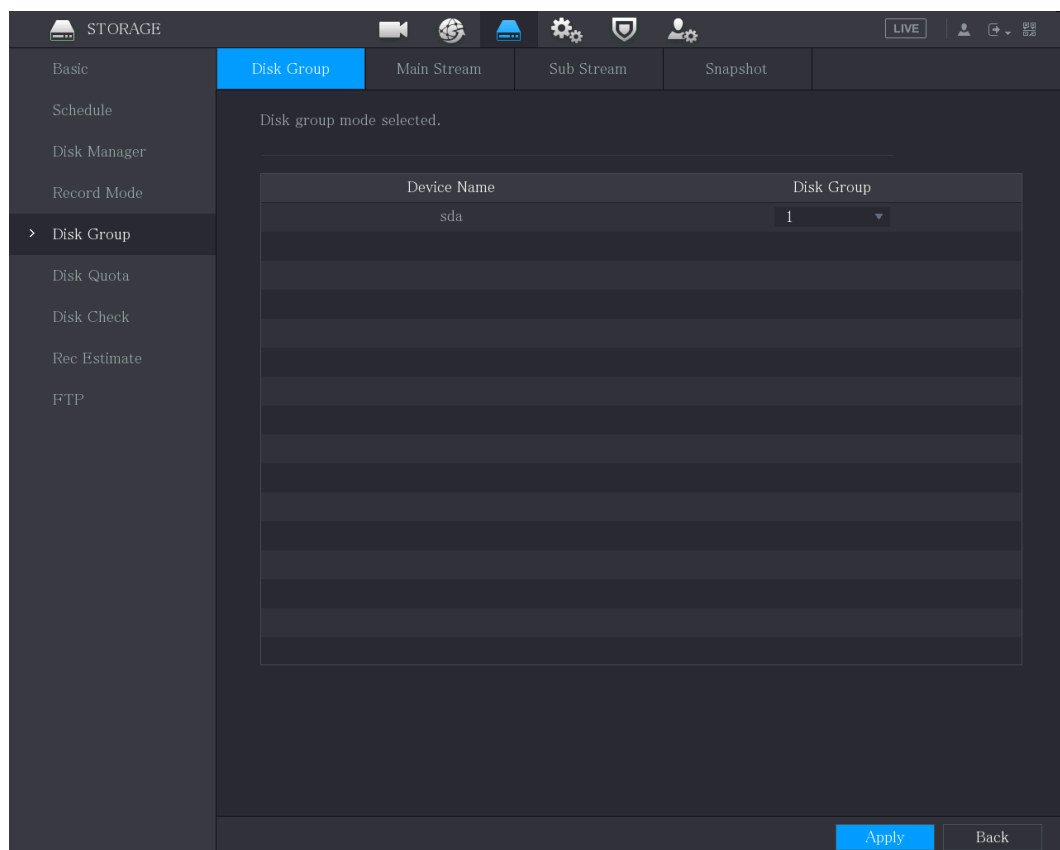 STORAGE
LIVE
Basic
Schedule
Disk Manager
Record Mode
Disk Group
Disk Quota
Disk Check
Rec Estimate
FTP
Disk Group Main Stream Sub Stream Snapshot
Disk group mode selected.
Device Name Disk Group
sda 1
Apply Back